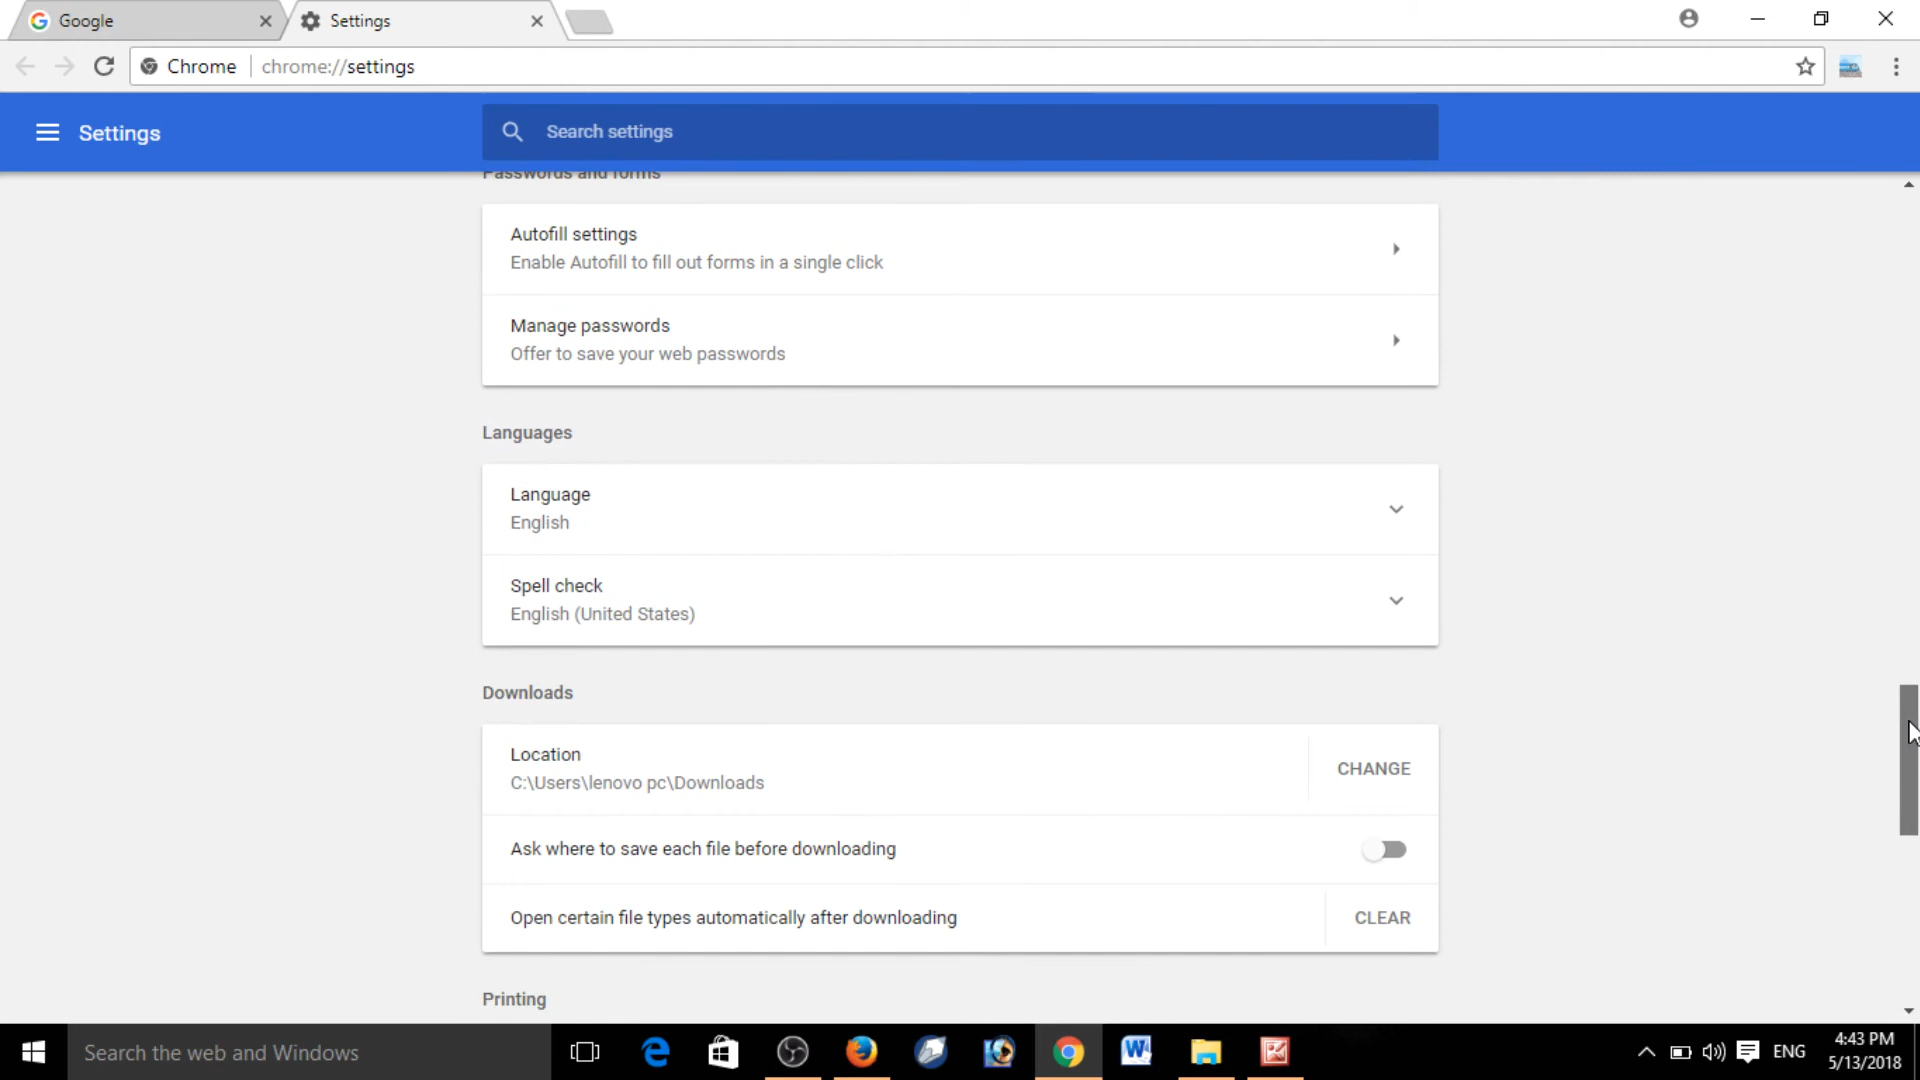 Google
Settings
Chrome
chrome://settings
Settings
Search settings
Passwords and forms
Autofill settings
Enable Autofill to fill out forms in a single click
Manage passwords
Offer to save your web passwords
Languages
Language
English
Spell check
English (United States)
Downloads
Location
C:\Users\lenovo pc\Downloads
CHANGE
Ask where to save each file before downloading
Open certain file types automatically after downloading
CLEAR
Printing
Search the web and Windows
ENG
4:43 PM
5/13/2018